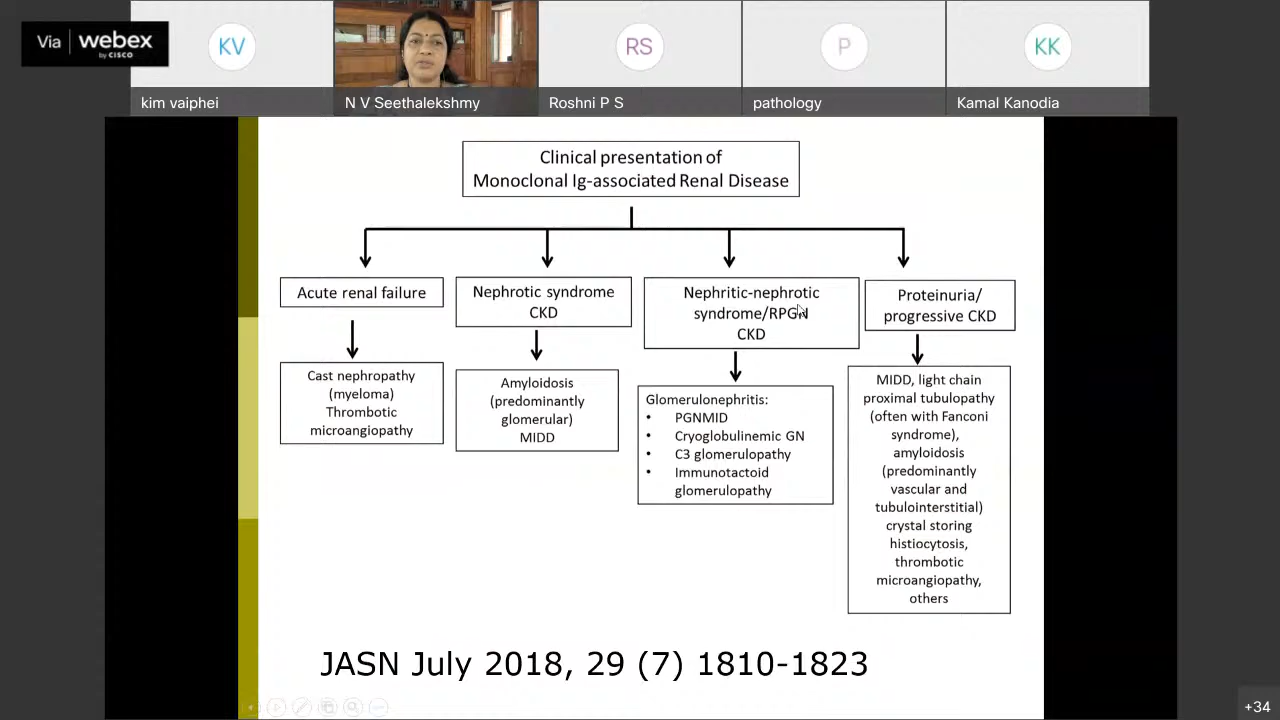 Via webex
by CISCO
KV
RS
P
KK
kim vaiphei
N V Seethalekshmy
Roshni P S
pathology
Kamal Kanodia
Clinical presentation of
Monoclonal Ig-associated Renal Disease
Acute renal failure
Nephrotic syndrome
CKD
Nephritic-nephrotic
syndrome/RPGN
CKD
Proteinuria/
progressive CKD
Cast nephropathy
(myeloma)
Thrombotic
microangiopathy
Amyloidosis
(predominantly
glomerular)
MIDD
Glomerulonephritis:
• PGNMID
• Cryoglobulinemic GN
• C3 glomerulopathy
• Immunotactoid
glomerulopathy
MIDD, light chain
proximal tubulopathy
(often with Fanconi
syndrome),
amyloidosis
(predominantly
vascular and
tubulointerstitial)
crystal storing
histiocytosis,
thrombotic
microangiopathy,
others
JASN July 2018, 29 (7) 1810-1823
+34